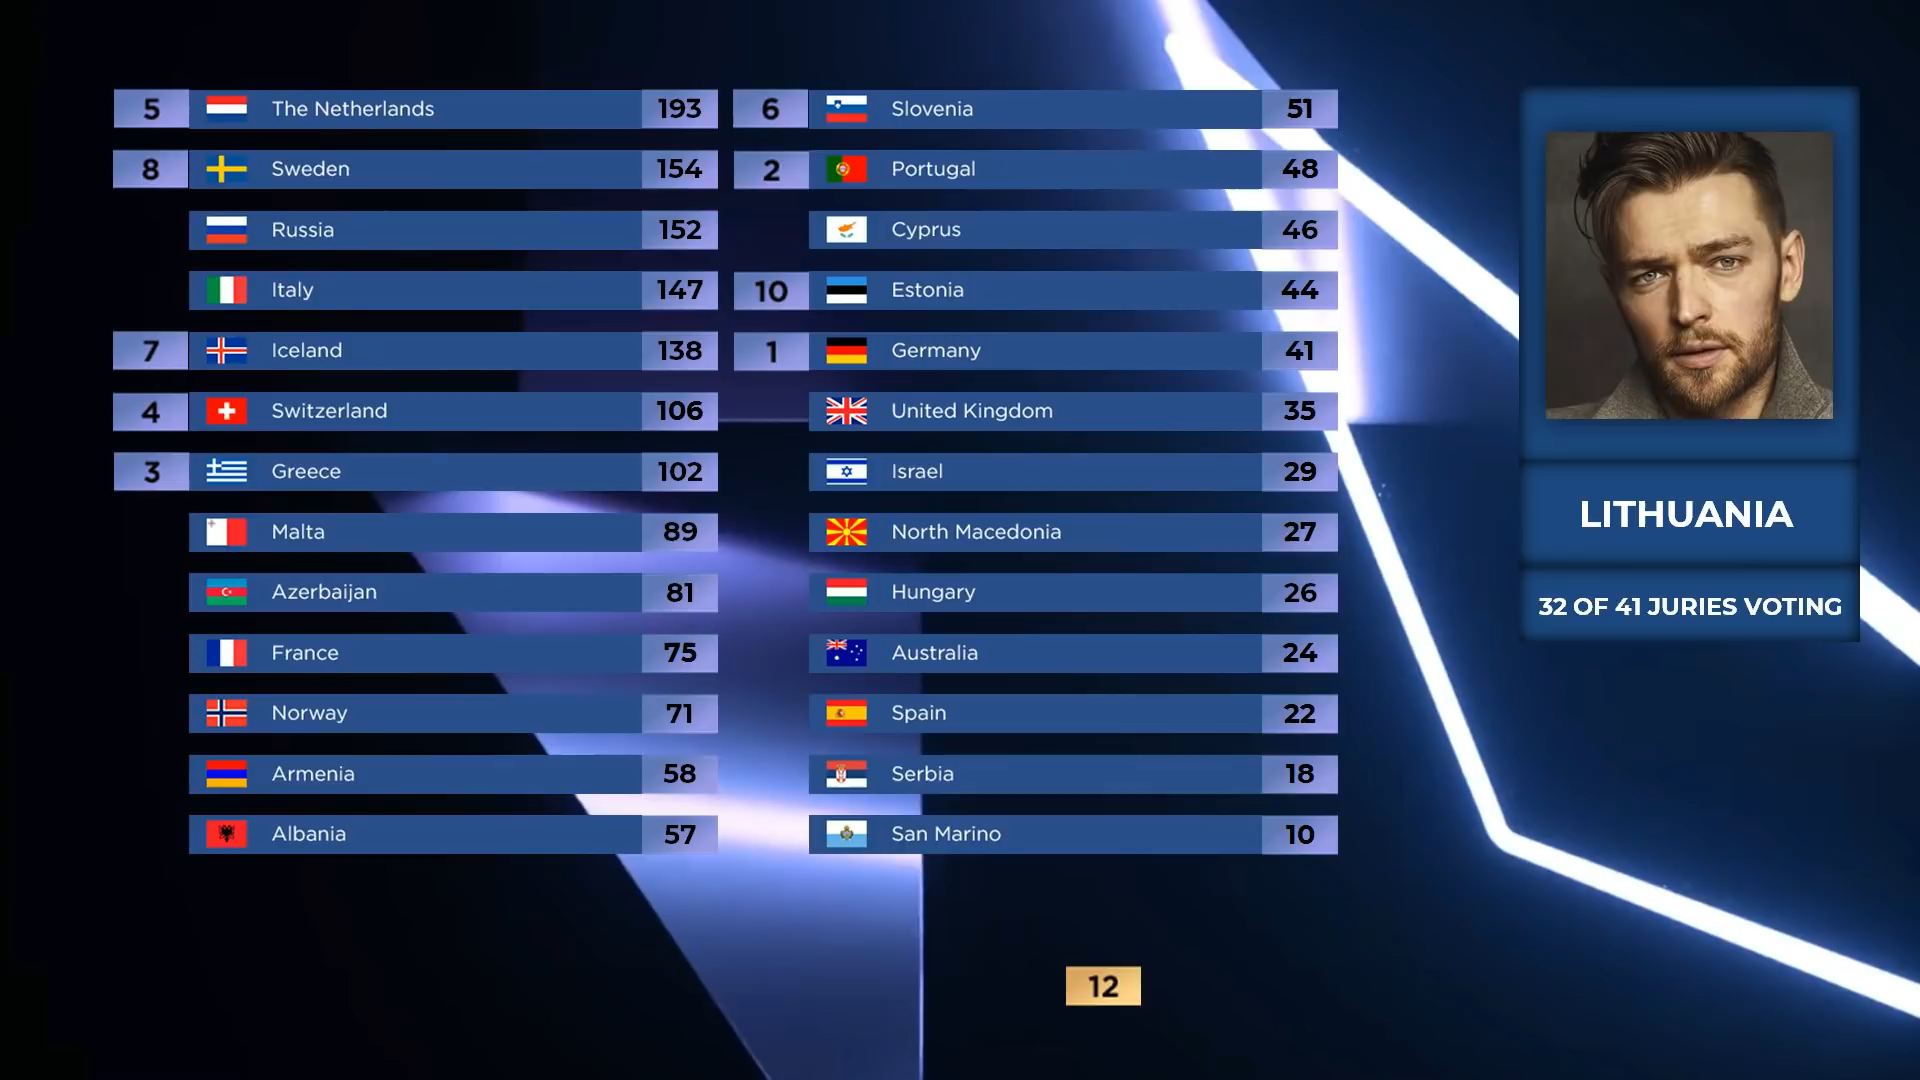 5 The Netherlands 193
8 Sweden 154
Russia 152
Italy 147
7 Iceland 138
4 Switzerland 106
3 Greece 102
Malta 89
Azerbaijan 81
France 75
Norway 71
Armenia 58
Albania 57
6 Slovenia 51
2 Portugal 48
Cyprus 46
10 Estonia 44
1 Germany 41
United Kingdom 35
Israel 29
North Macedonia 27
Hungary 26
Australia 24
Spain 22
Serbia 18
San Marino 10
12
LITHUANIA
32 OF 41 JURIES VOTING